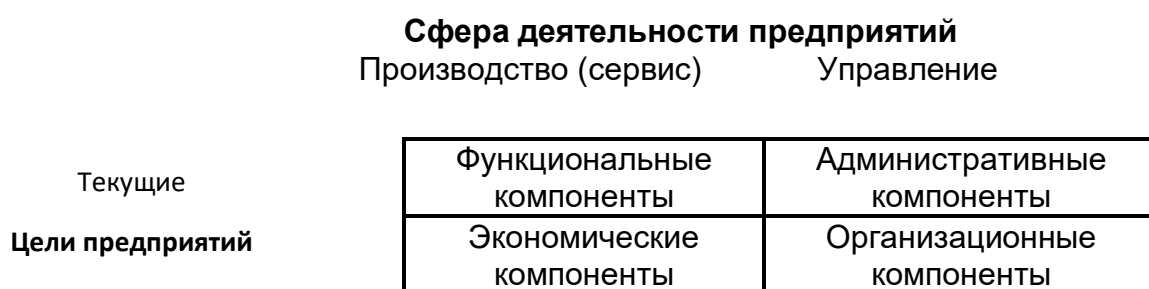 Сфера деятельности предприятий
Производство (сервис) Управление
Функциональные Административные
Текущие
компоненты компоненты
Цели предприятий Экономические Организационные
компоненты компоненты